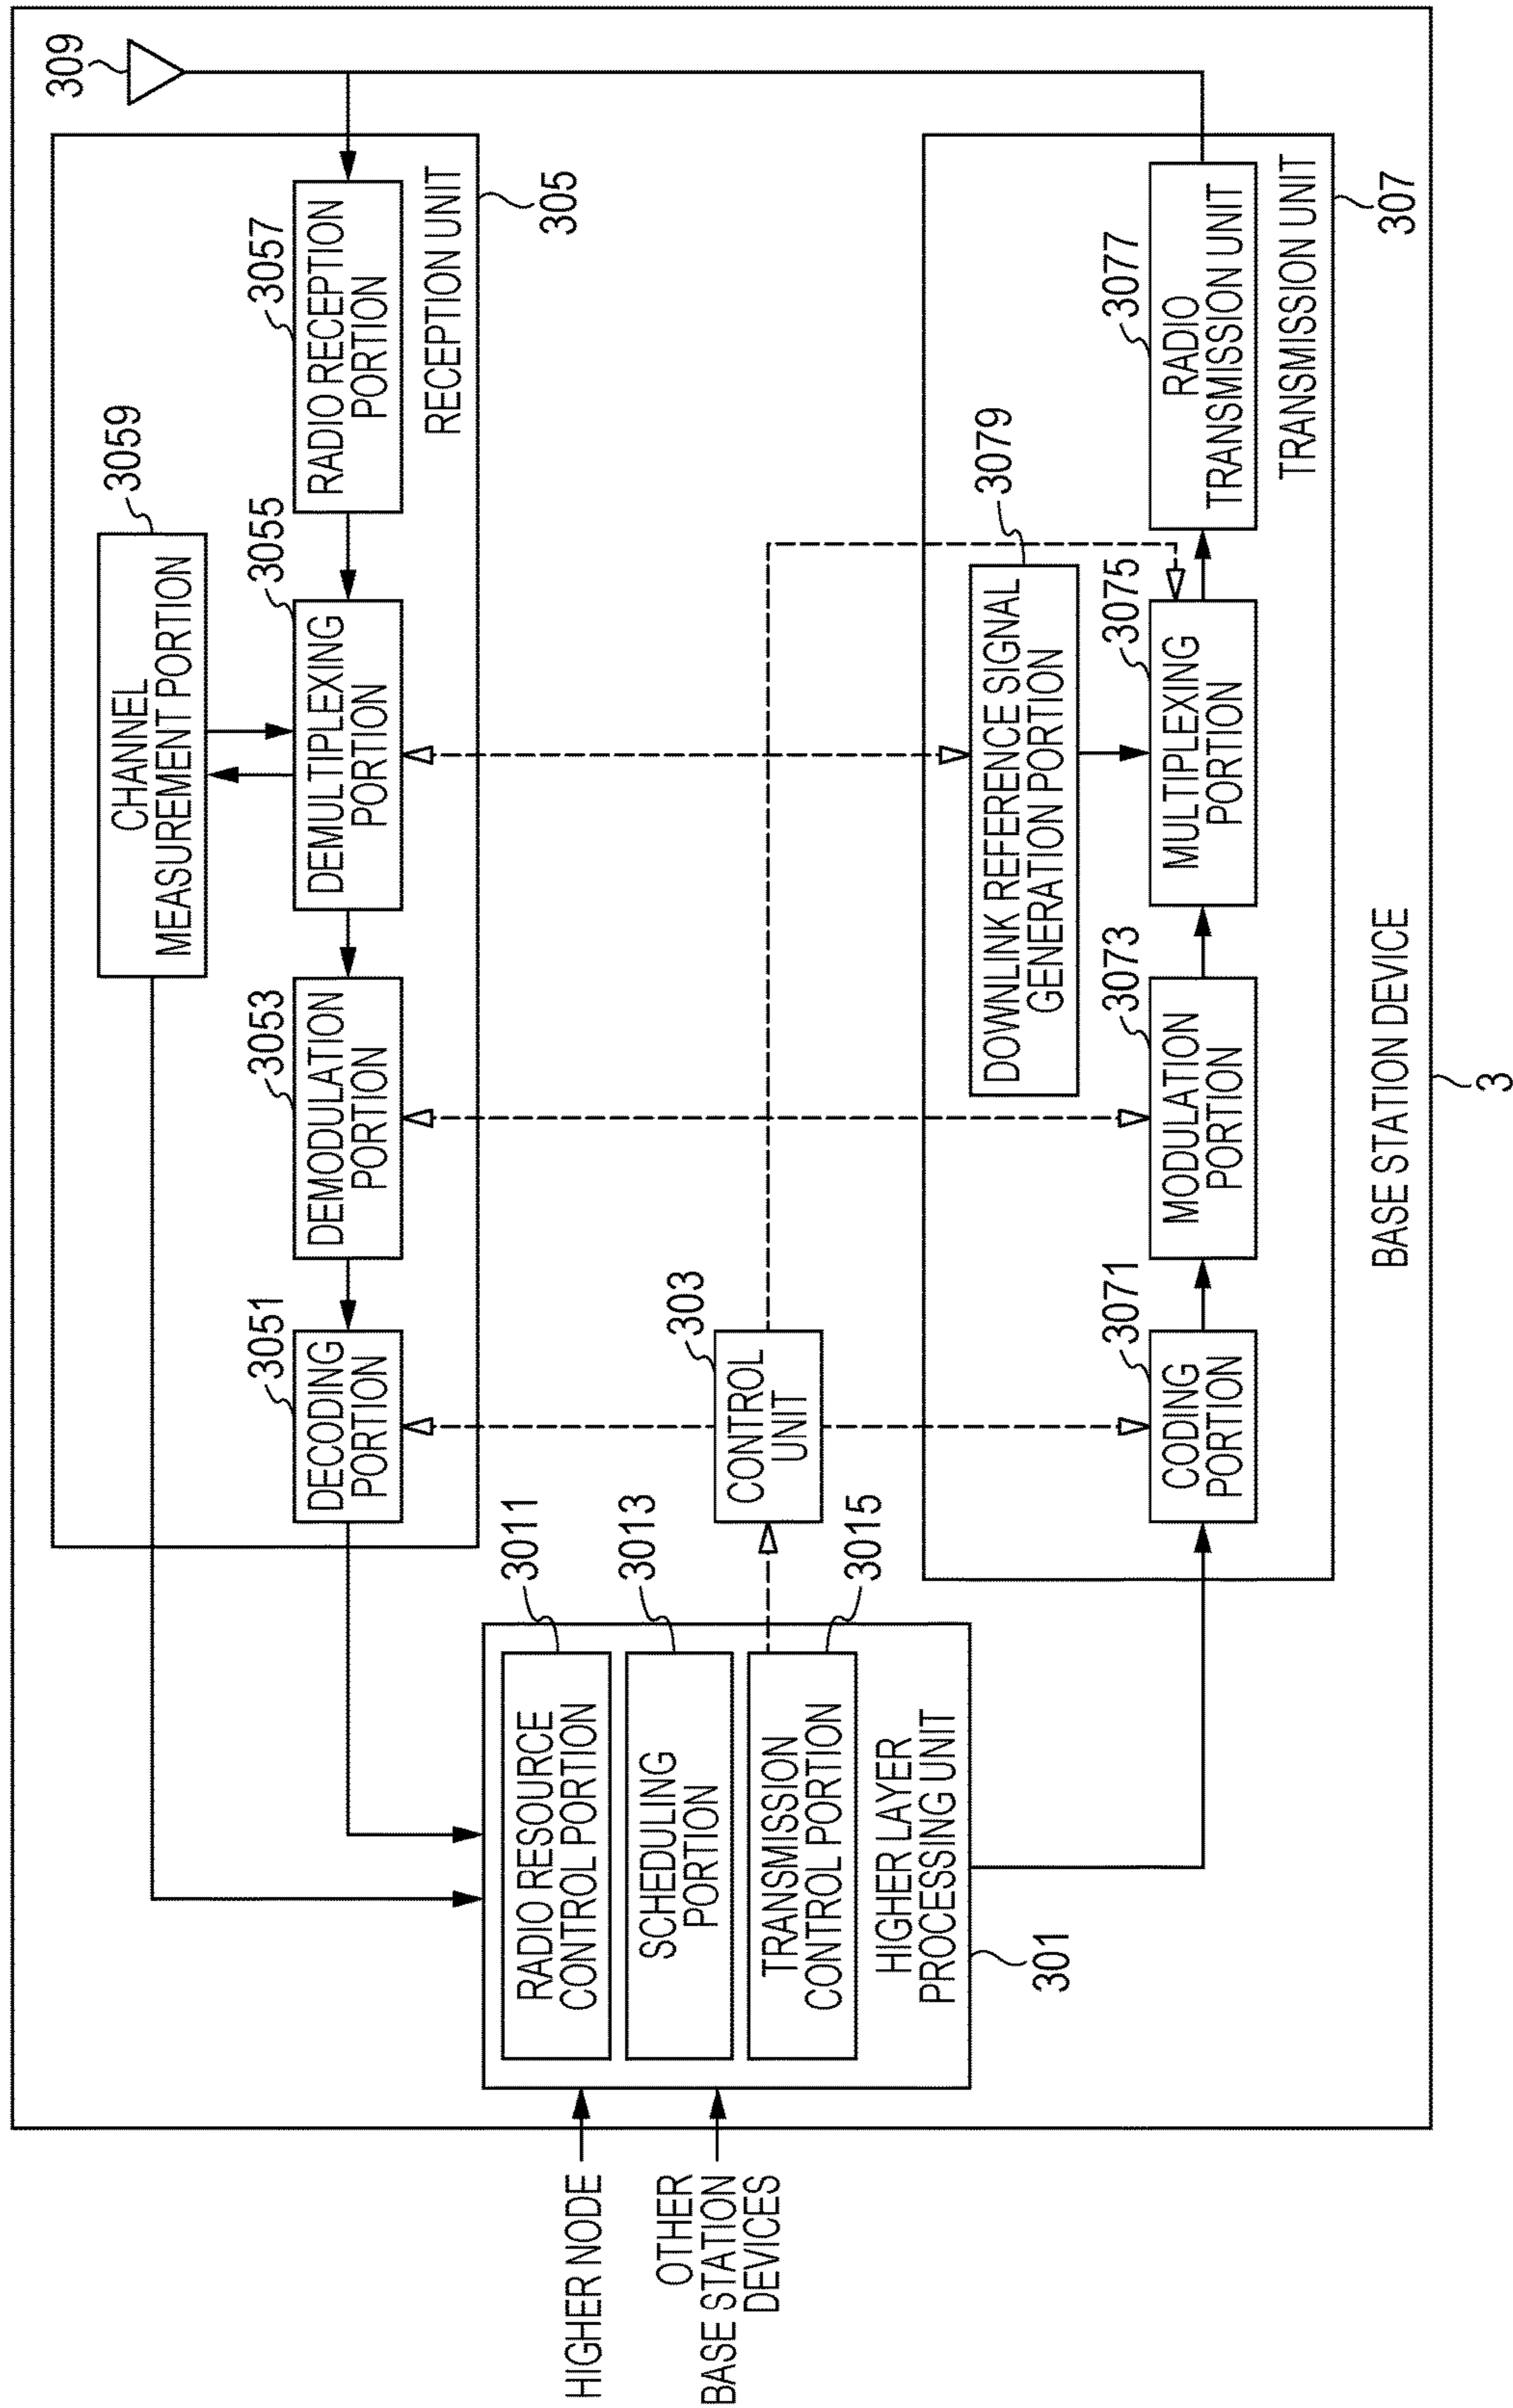 309
3059
CHANNEL
MEASUREMENT PORTION
3051
3053
3055
3057
DECODING
PORTION
DEMODULATION
PORTION
DEMULTIPLEXING
PORTION
RADIO RECEPTION
PORTION
RECEPTION UNIT
305
HIGHER NODE
OTHER
BASE STATION
DEVICES
3011
RADIO RESOURCE
CONTROL PORTION
3013
SCHEDULING
PORTION
3015
TRANSMISSION
CONTROL PORTION
HIGHER LAYER
PROCESSING UNIT
301
303
CONTROL
UNIT
3079
DOWNLINK REFERENCE SIGNAL
GENERATION PORTION
3071
3073
3075
3077
CODING
PORTION
MODULATION
PORTION
MULTIPLEXING
PORTION
RADIO
TRANSMISSION UNIT
TRANSMISSION UNIT
307
BASE STATION DEVICE
3